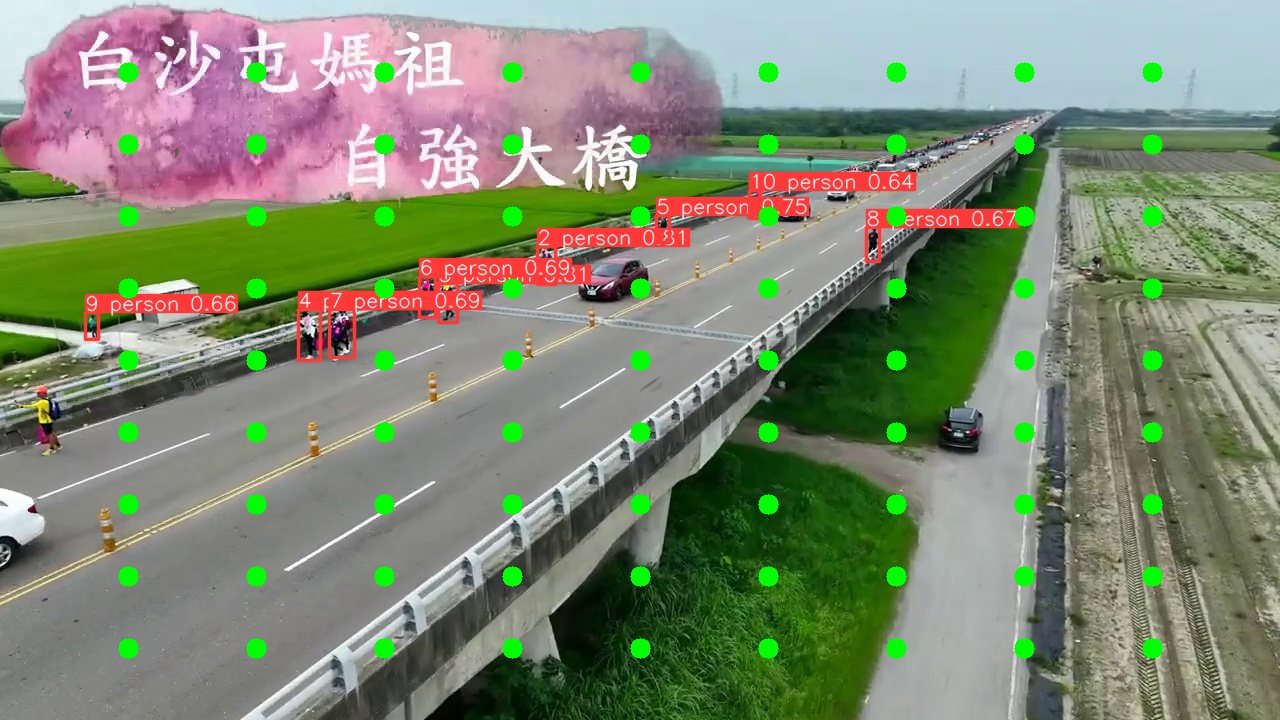 白沙屯媽祖
自強大橋
10 person 0.64
5 person 0.75
8 person 0.67
2 person 0.81
6 person 0.69
9 person 0.66
7 person 0.69